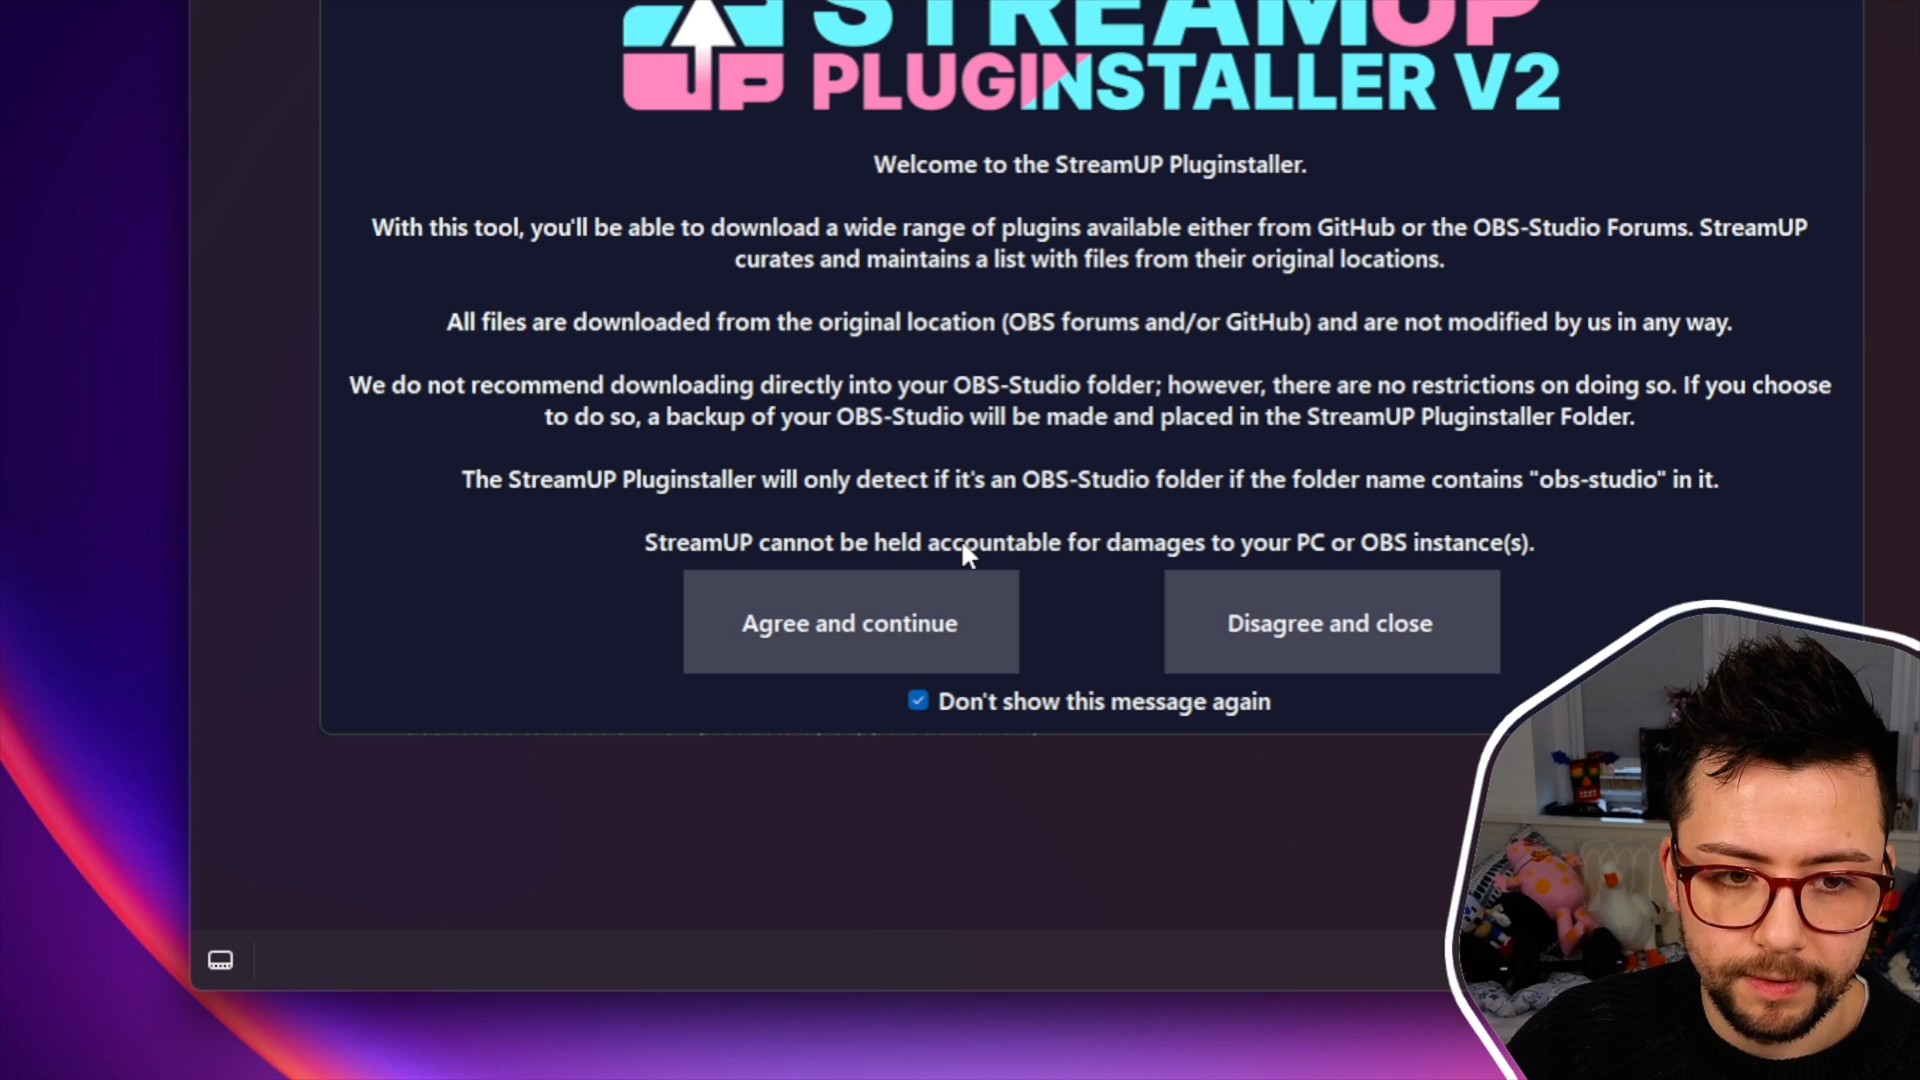 STREAMUP
UP PLUGINSTALLER V2
Welcome to the StreamUP Pluginstaller.
With this tool, you'll be able to download a wide range of plugins available either from GitHub or the OBS-Studio Forums. StreamUP
curates and maintains a list with files from their original locations.
All files are downloaded from the original location (OBS forums and/or GitHub) and are not modified by us in any way.
We do not recommend downloading directly into your OBS-Studio folder; however, there are no restrictions on doing so. If you choose
to do so, a backup of your OBS-Studio will be made and placed in the StreamUP Pluginstaller Folder.
The StreamUP Pluginstaller will only detect if it's an OBS-Studio folder if the folder name contains "obs-studio" in it.
StreamUP cannot be held accountable for damages to your PC or OBS instance(s).
Agree and continue
Disagree and close
Don't show this message again